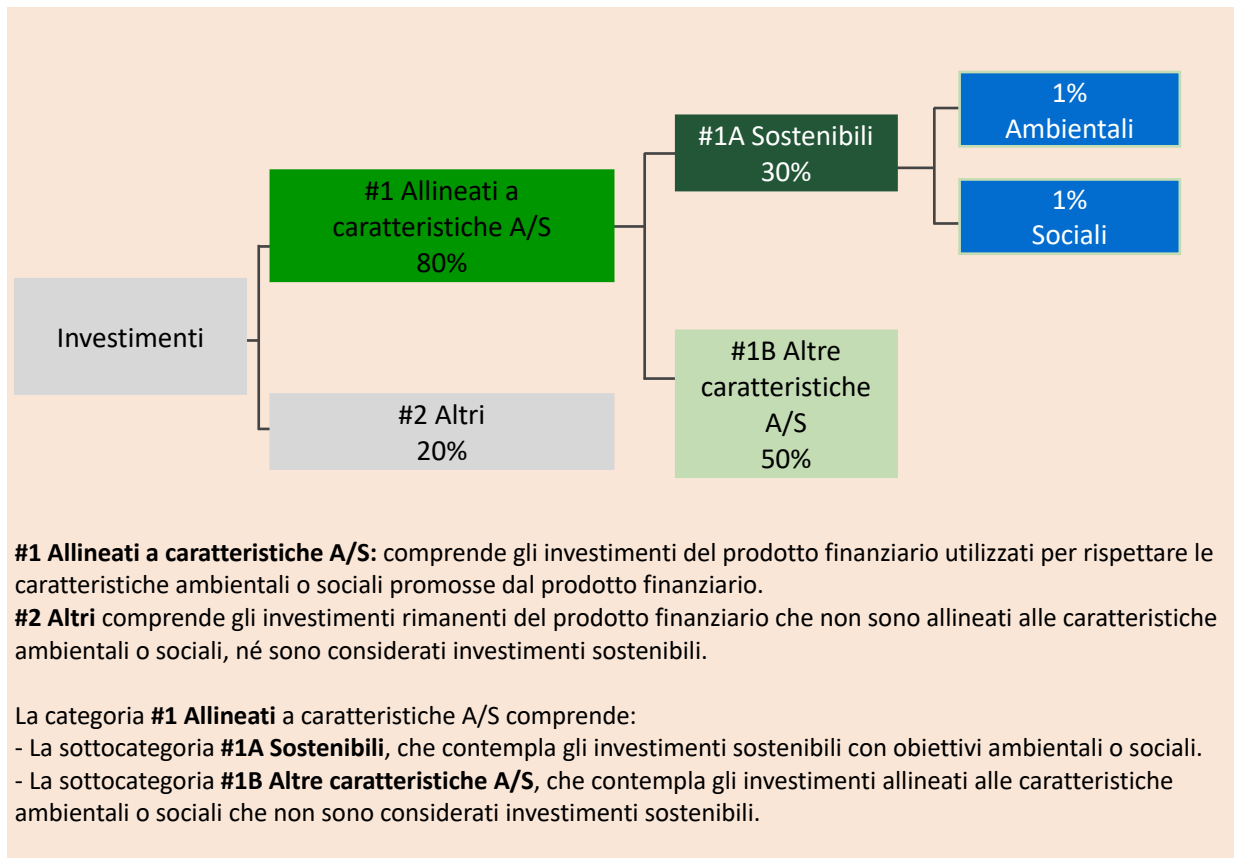 1%
Ambientali
#1A Sostenibili
30%
#1 Allineati a
caratteristiche A/S
80%
1%
Sociali
Investimenti
#1B Altre
caratteristiche
A/S
50%
#2 Altri
20%
#1 Allineati a caratteristiche A/S: comprende gli investimenti del prodotto finanziario utilizzati per rispettare le
caratteristiche ambientali o sociali promosse dal prodotto finanziario.
#2 Altri comprende gli investimenti rimanenti del prodotto finanziario che non sono allineati alle caratteristiche
ambientali o sociali, né sono considerati investimenti sostenibili.
La categoria #1 Allineati a caratteristiche A/S comprende:
- La sottocategoria #1A Sostenibili, che contempla gli investimenti sostenibili con obiettivi ambientali o sociali.
- La sottocategoria #1B Altre caratteristiche A/S, che contempla gli investimenti allineati alle caratteristiche
ambientali o sociali che non sono considerati investimenti sostenibili.